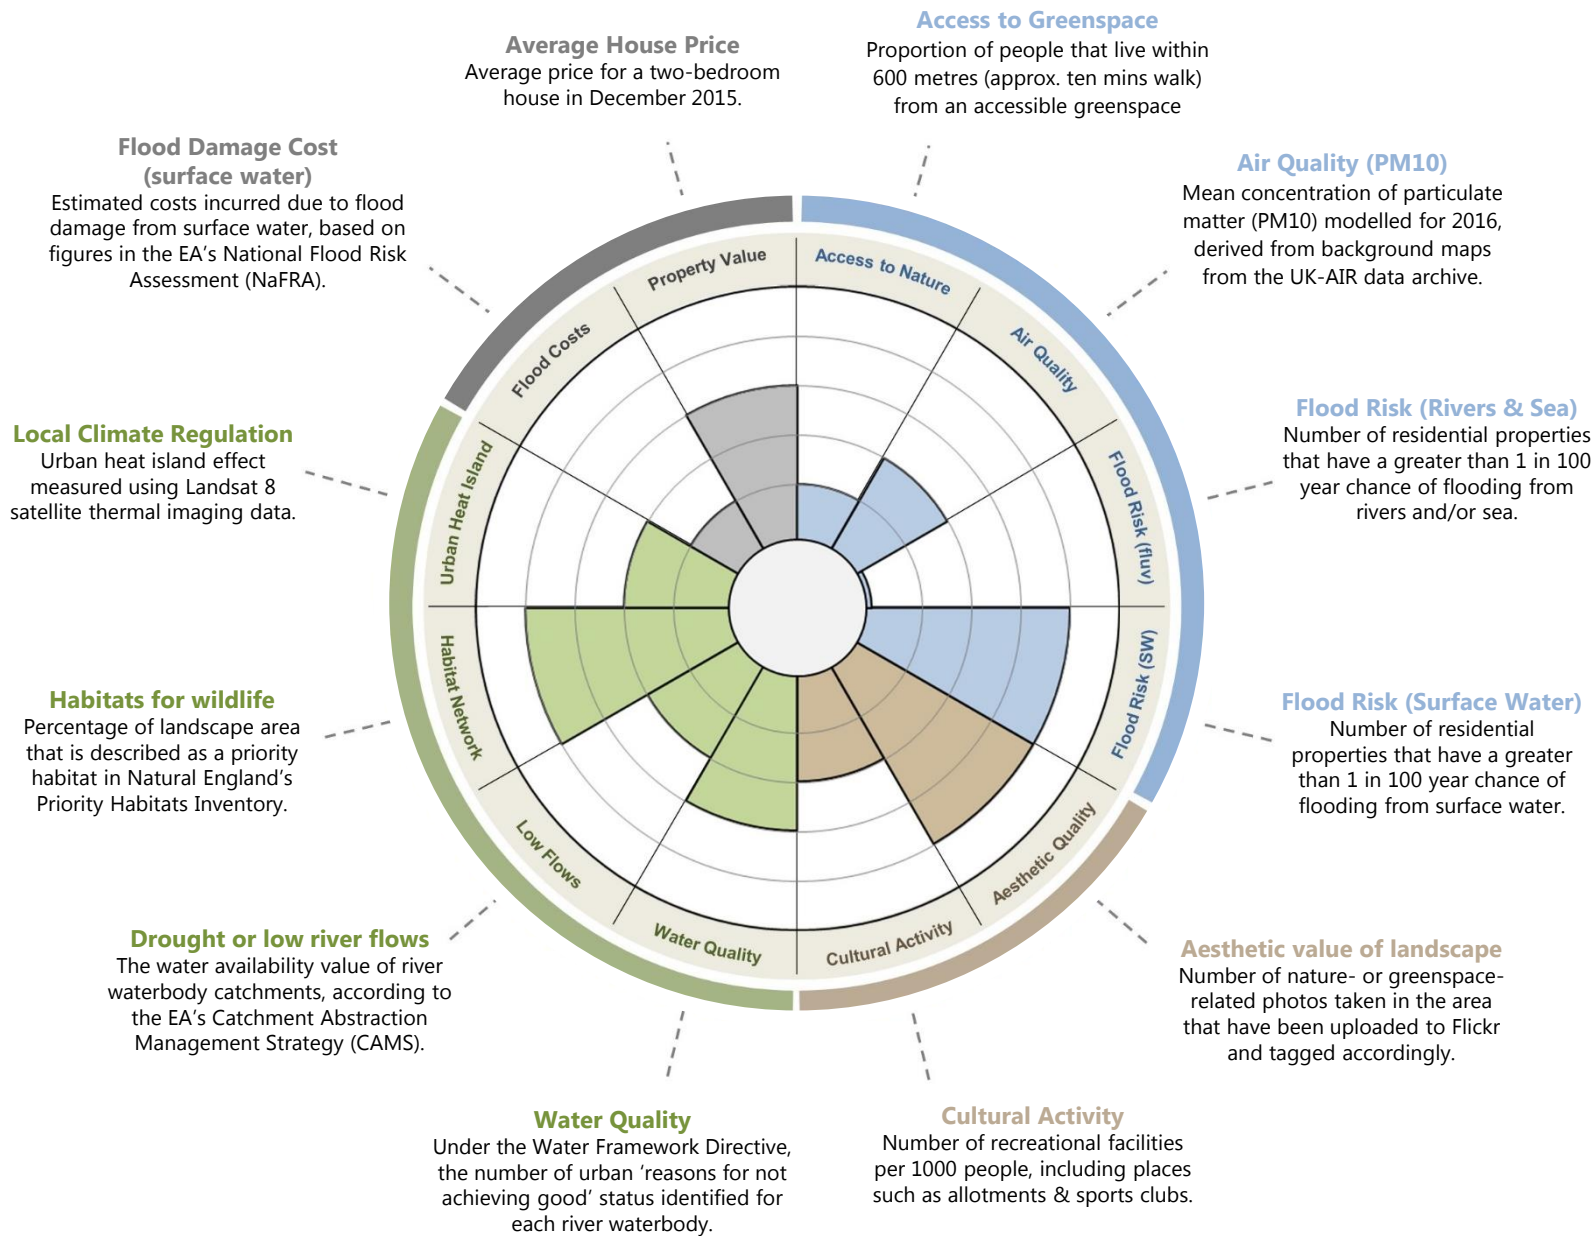 Access to Greenspace
Proportion of people that live within
600 metres (approx. ten mins walk)
from an accessible greenspace
Average House Price
Average price for a two-bedroom
house in December 2015.
Flood Damage Cost
(surface water)
Estimated costs incurred due to flood
damage from surface water, based on
figures in the EA's National Flood Risk
Assessment (NaFRA).
Air Quality (PM10)
Mean concentration of particulate
matter (PM10) modelled for 2016,
derived from background maps
from the UK-AIR data archive.
Flood Risk (Rivers & Sea)
Number of residential properties
that have a greater than 1 in 100
year chance of flooding from
rivers and/or sea.
Local Climate Regulation
Urban heat island effect
measured using Landsat 8
satellite thermal imaging data.
Property Value
Access to Nature
Flood Costs
Air Quality
Urban Heat Island
Flood Risk (fluv)
Habitat Network
Flood Risk (SW)
Low Flows
Aesthetic Quality
Water Quality
Cultural Activity
Habitats for wildlife
Percentage of landscape area
that is described as a priority
habitat in Natural England's
Priority Habitats Inventory.
Flood Risk (Surface Water)
Number of residential
properties that have a greater
than 1 in 100 year chance of
flooding from surface water.
Drought or low river flows
The water availability value of river
waterbody catchments, according to
the EA's Catchment Abstraction
Management Strategy (CAMS).
Aesthetic value of landscape
Number of nature- or greenspace-
related photos taken in the area
that have been uploaded to Flickr
and tagged accordingly.
Water Quality
Under the Water Framework Directive,
the number of urban 'reasons for not
achieving good' status identified for
each river waterbody.
Cultural Activity
Number of recreational facilities
per 1000 people, including places
such as allotments & sports clubs.